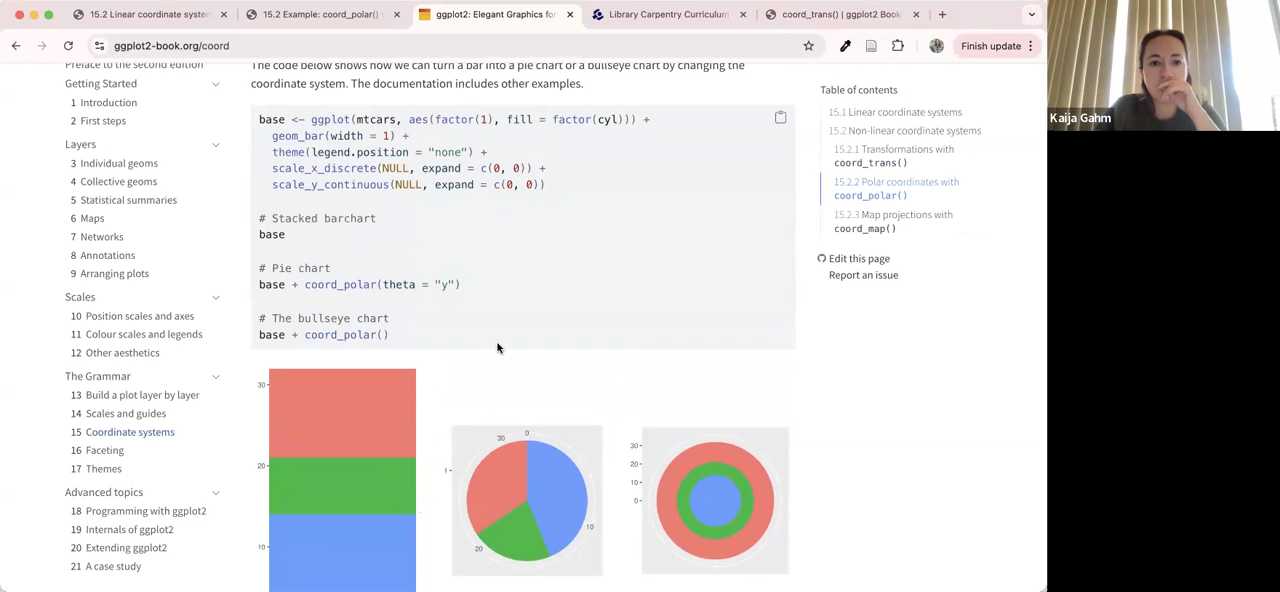 15.2 Linear coordinate system
15.2 Example: coord_polar()
ggplot2: Elegant Graphics for
Library Carpentry Curriculum
coord_trans() | ggplot2 Book
ggplot2-book.org/coord
Finish update
Kaija Gahm
Preface to the second edition
Getting Started
1 Introduction
2 First steps
Layers
3 Individual geoms
4 Collective geoms
5 Statistical summaries
6 Maps
7 Networks
8 Annotations
9 Arranging plots
Scales
10 Position scales and axes
11 Colour scales and legends
12 Other aesthetics
The Grammar
13 Build a plot layer by layer
14 Scales and guides
15 Coordinate systems
16 Faceting
17 Themes
Advanced topics
18 Programming with ggplot2
19 Internals of ggplot2
20 Extending ggplot2
21 A case study
The code below shows how we can turn a bar into a pie chart or a bullseye chart by changing the
coordinate system. The documentation includes other examples.
base <- ggplot(mtcars, aes(factor(1), fill = factor(cyl))) +
geom_bar(width = 1) +
theme(legend.position = "none") +
scale_x_discrete(NULL, expand = c(0, 0)) +
scale_y_continuous(NULL, expand = c(0, 0))
# Stacked barchart
base
# Pie chart
base + coord_polar(theta = "y")
# The bullseye chart
base + coord_polar()
30
20
10
0
30
1
10
20
30
20
10
0
Table of contents
15.1 Linear coordinate systems
15.2 Non-linear coordinate systems
15.2.1 Transformations with
coord_trans()
15.2.2 Polar coordinates with
coord_polar()
15.2.3 Map projections with
coord_map()
Edit this page
Report an issue